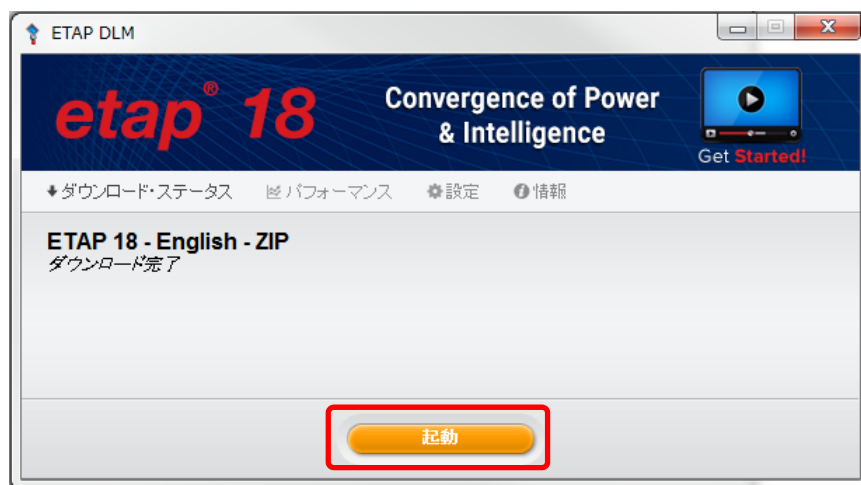 ETAP DLM
etap® 18
Convergence of Power
& Intelligence
Get Started!
ダウンロード・ステータス パフォーマンス 設定 情報
ETAP 18 - English - ZIP
ダウンロード完了
起動